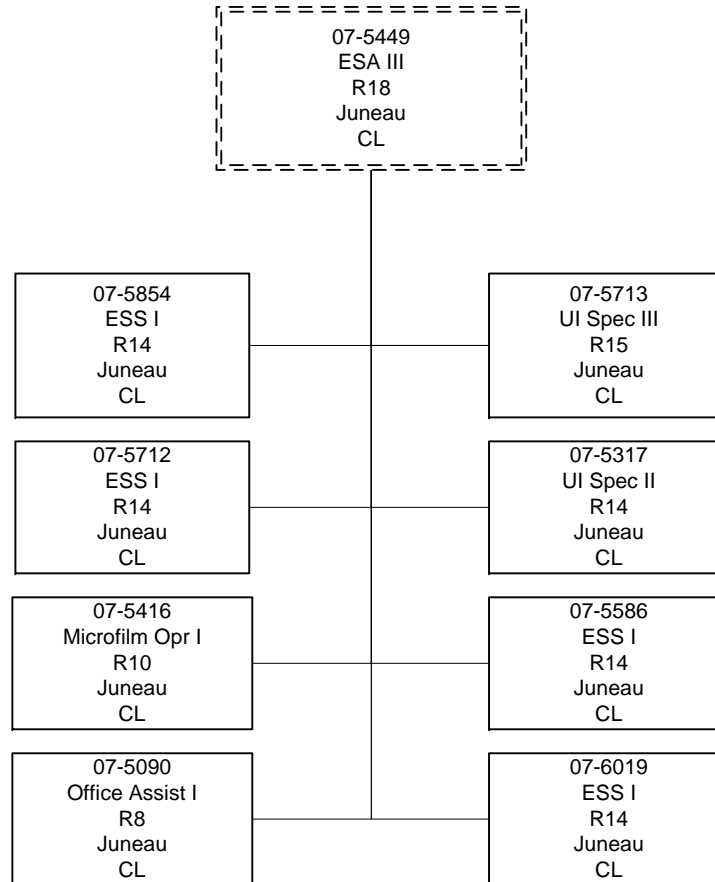 07-5449
ESA III
R18
Juneau
CL
07-5854
ESS I
R14
Juneau
CL
07-5713
UI Spec III
R15
Juneau
CL
07-5712
ESS I
R14
Juneau
CL
07-5317
UI Spec II
R14
Juneau
CL
07-5416
Microfilm Opr I
R10
Juneau
CL
07-5586
ESS I
R14
Juneau
CL
07-5090
Office Assist I
R8
Juneau
CL
07-6019
ESS I
R14
Juneau
CL